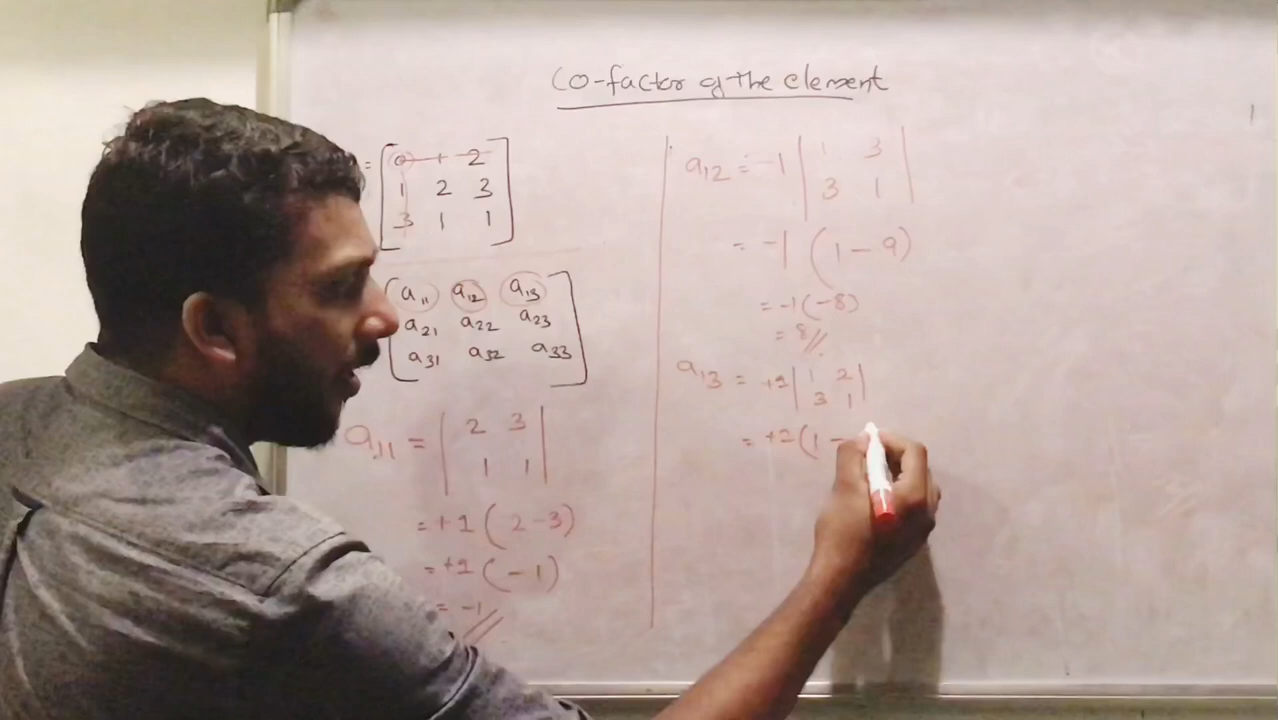 Co-factor of the element
= [ 0 1 2
1 2 3
3 1 1 ]
[ a11 a12 a13
a21 a22 a23
a31 a32 a33 ]
a11 = | 2 3
1 1 |
= +1 ( 2 - 3 )
= +1 ( - 1 )
= -1 //
a12 = -1 | 1 3
3 1 |
= -1 ( 1 - 9 )
= -1 ( -8 )
= 8 //
a13 = +1 | 1 2
3 1 |
= +1 ( 1 -